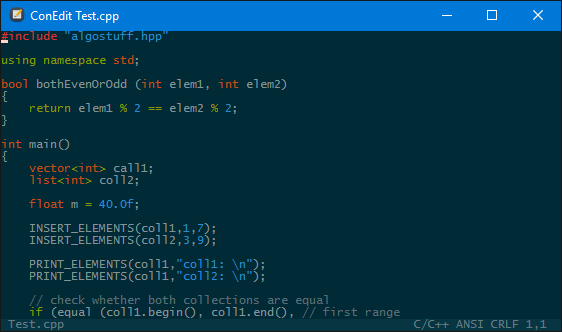 ConEdit Test.cpp
#include "algostuff.hpp"
using namespace std;
bool bothEvenOrOdd (int elem1, int elem2)
{
    return elem1 % 2 == elem2 % 2;
}
int main()
{
    vector<int> call1;
    list<int> coll2;
    float m = 40.0f;
    INSERT_ELEMENTS(coll1,1,7);
    INSERT_ELEMENTS(coll2,3,9);
    PRINT_ELEMENTS(coll1,"coll1: \n");
    PRINT_ELEMENTS(coll1,"coll2: \n");
    // check whether both collections are equal
    if (equal (coll1.begin(), coll1.end(), // first range
Test.cpp C/C++ ANSI CRLF 1,1